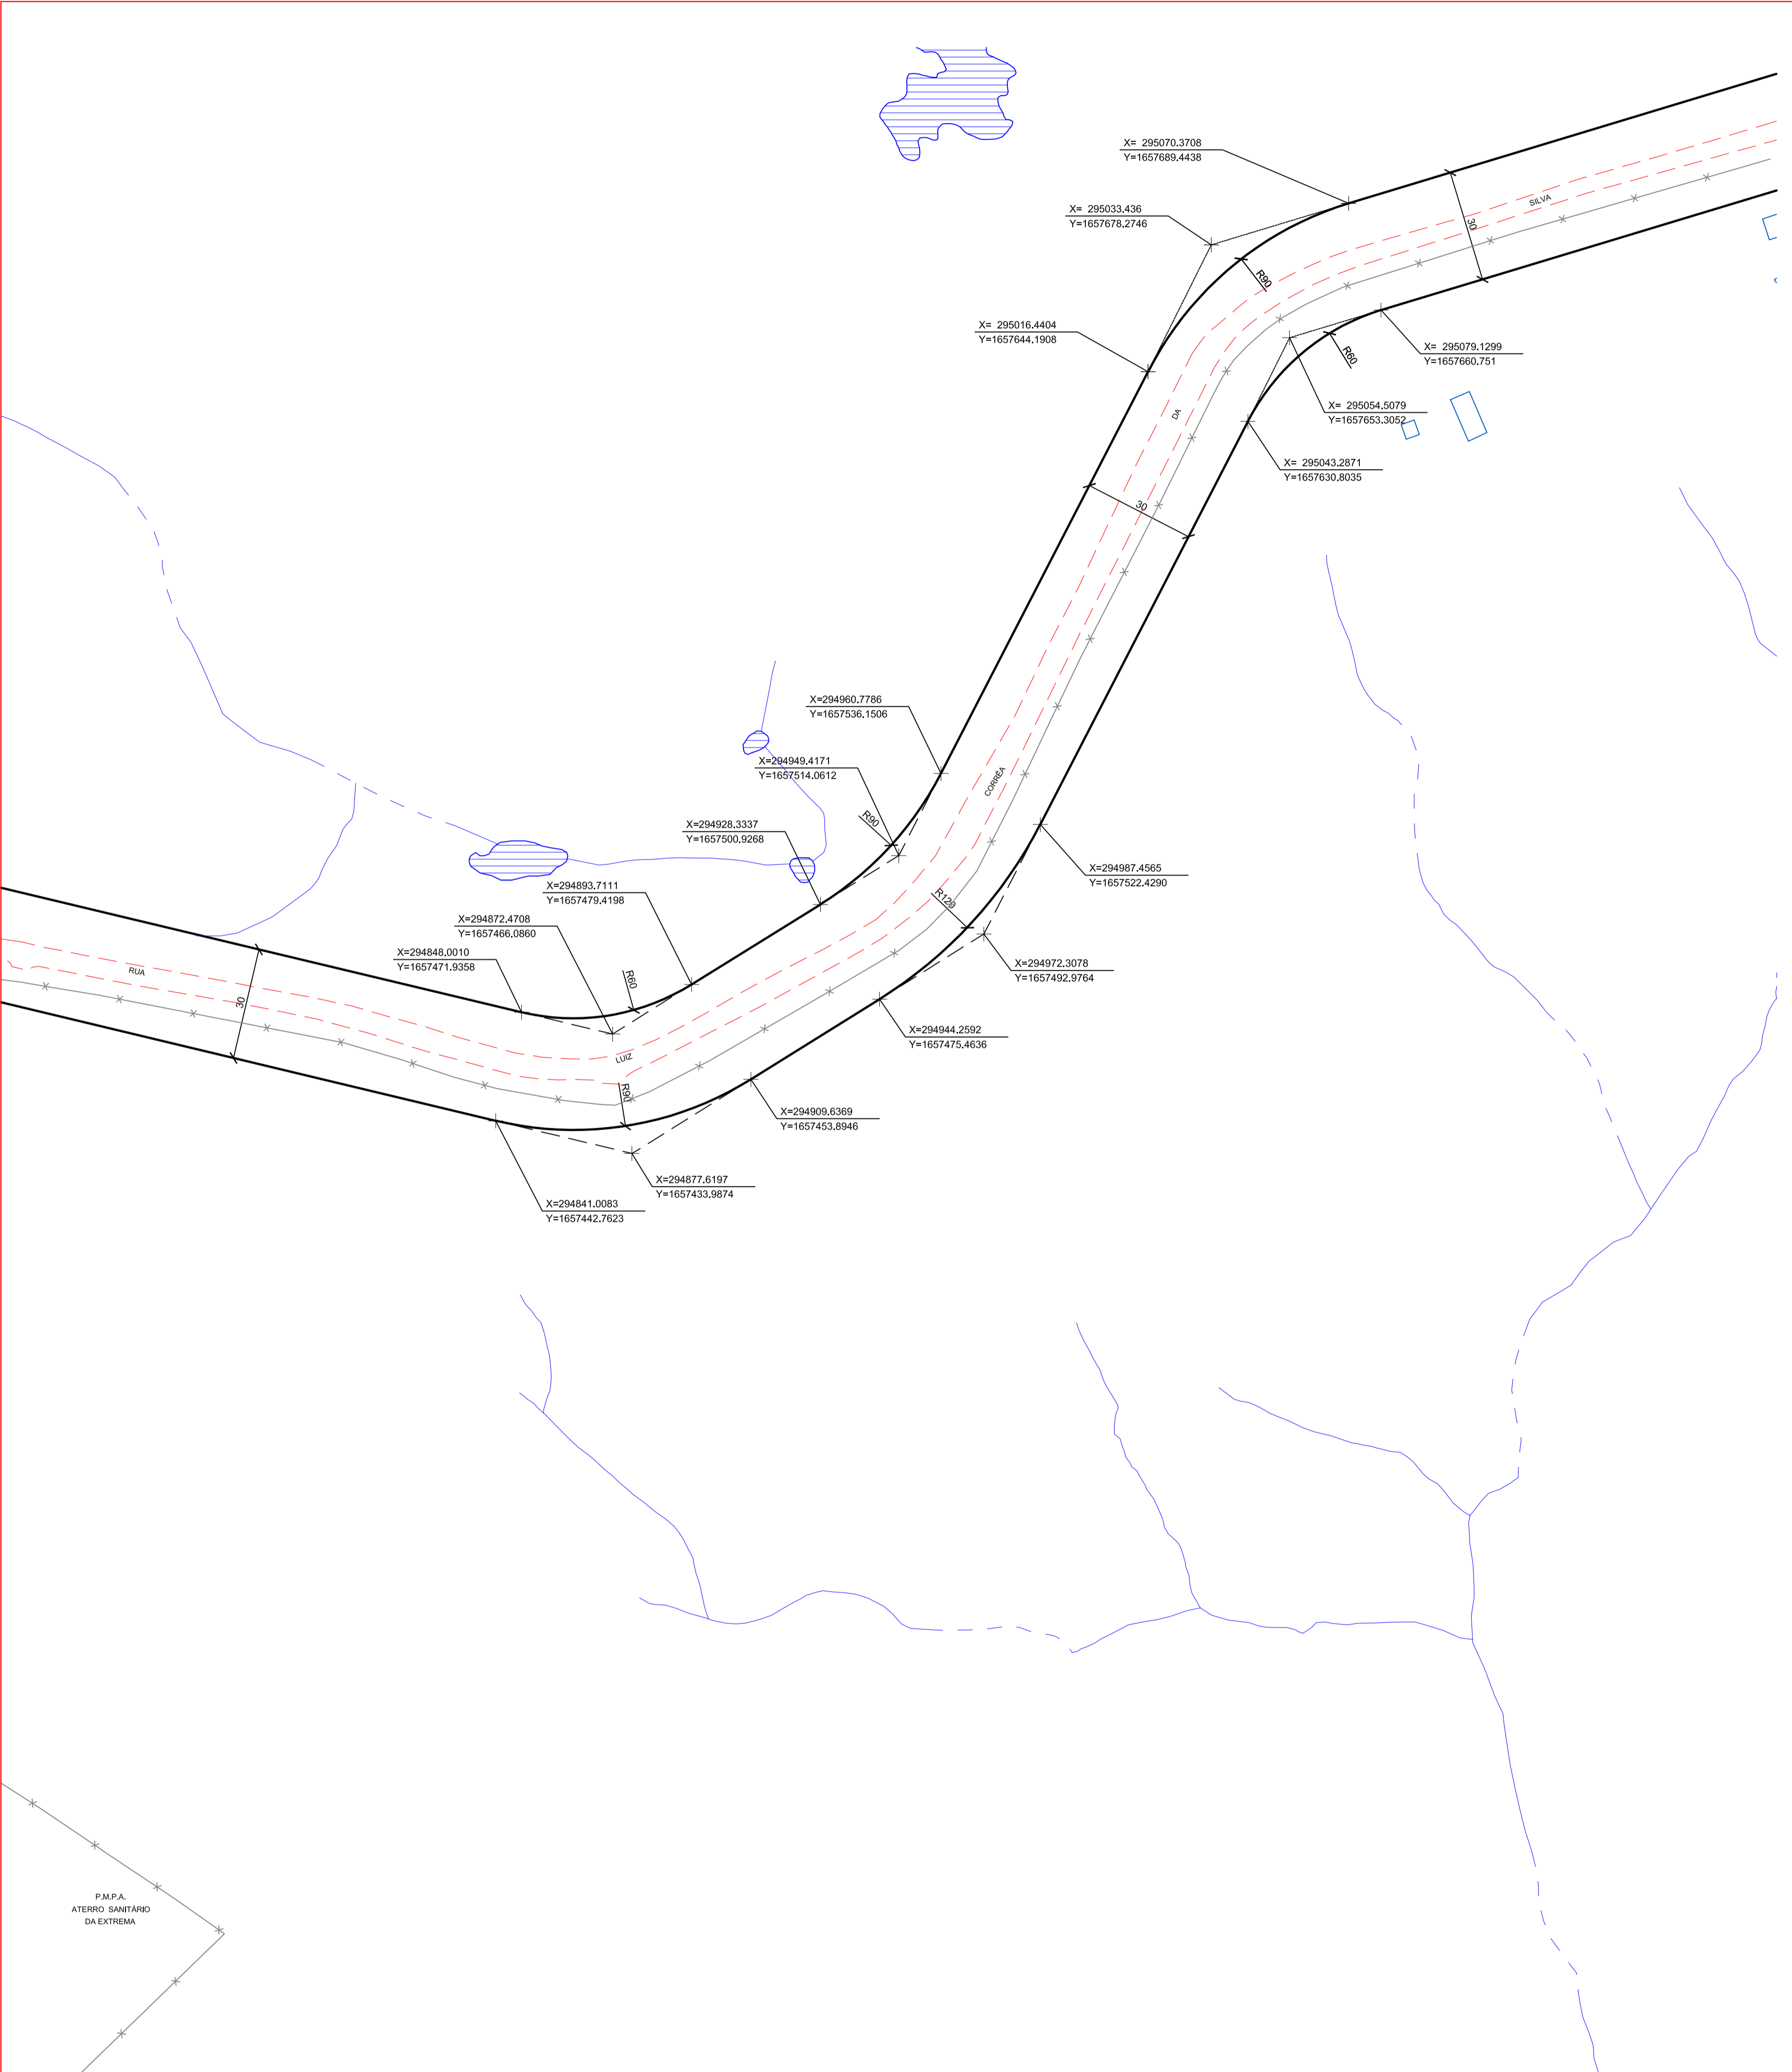 X= 295070.3708
Y=1657689.4438
X= 295033.436
Y=1657678.2746
SILVA
30
R90
X= 295016.4404
Y=1657644.1908
R60
X= 295079.1299
Y=1657660.751
DA
X= 295054.5079
Y=1657653.3052
X= 295043.2871
Y=1657630.8035
30
X=294960.7786
Y=1657536.1506
X=294949.4171
Y=1657514.0612
CORRÊA
R90
X=294928.3337
Y=1657500.9268
X=294987.4565
Y=1657522.4290
X=294893.7111
Y=1657479.4198
R120
X=294872.4708
Y=1657466.0860
X=294848.0010
Y=1657471.9358
X=294972.3078
Y=1657492.9764
RUA
R60
30
X=294944.2592
Y=1657475.4636
LUIZ
R90
X=294909.6369
Y=1657453.8946
X=294877.6197
Y=1657433.9874
X=294841.0083
Y=1657442.7623
P.M.P.A.
ATERRO SANITÁRIO
DA EXTREMA